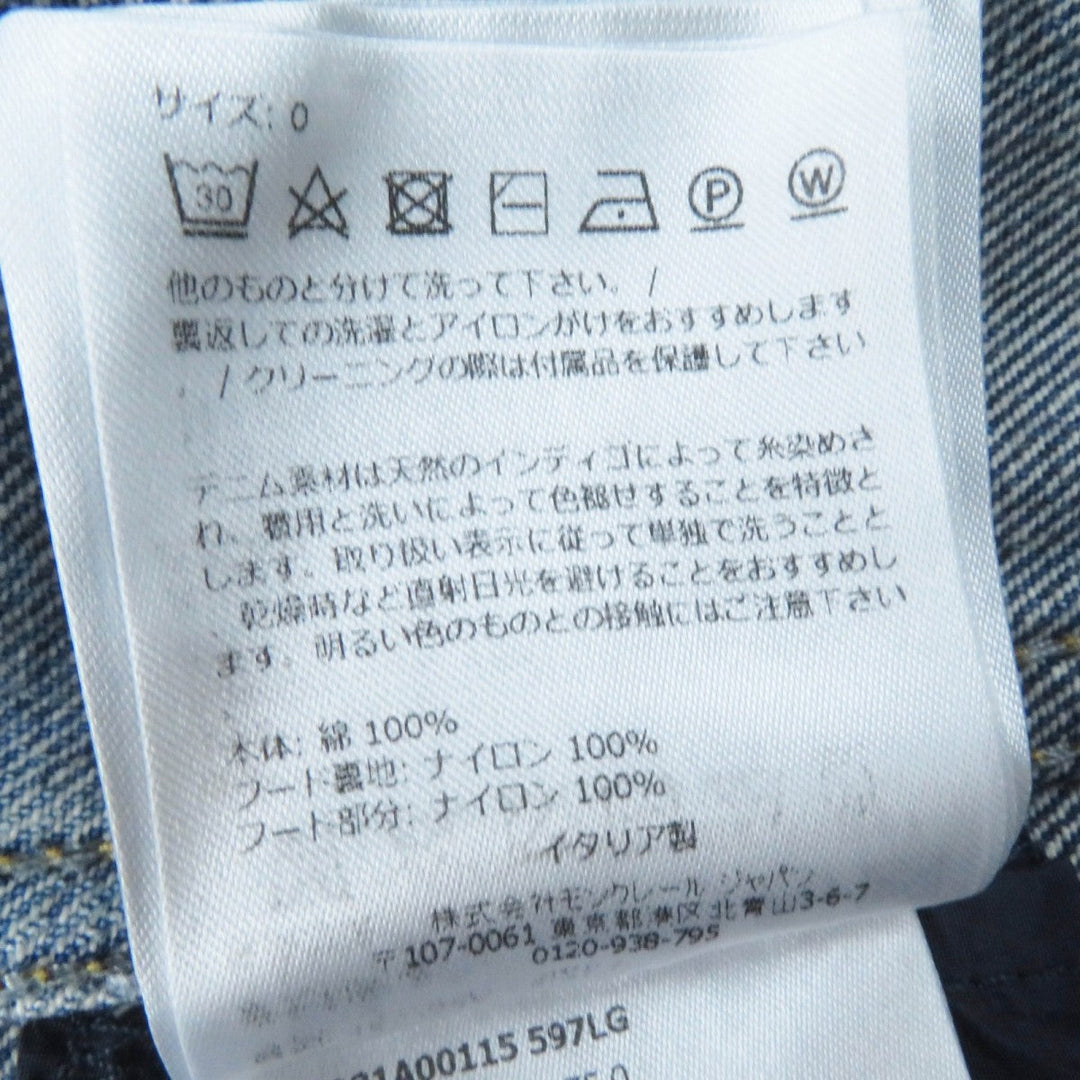 サイズ: 0
30
P W
他のものと分けて洗って下さい。/
裏返しての洗濯とアイロンがけをおすすめします
。/クリーニングの際は付属品を保護して下さい
デニム素材は天然のインディゴによって糸染めさ
れ、着用と洗いによって色褪せすることを特徴と
します。取り扱い表示に従って単独で洗うことと
、乾燥時など直射日光を避けることをおすすめし
ます。明るい色のものとの接触にはご注意下さい
。
本体: 綿 100%
フード裏地: ナイロン 100%
フード部分: ナイロン 100%
イタリア製
株式会社モンクレール ジャパン
〒107-0061 東京都港区北青山3-6-7
0120-938-795
1A00115 597LG